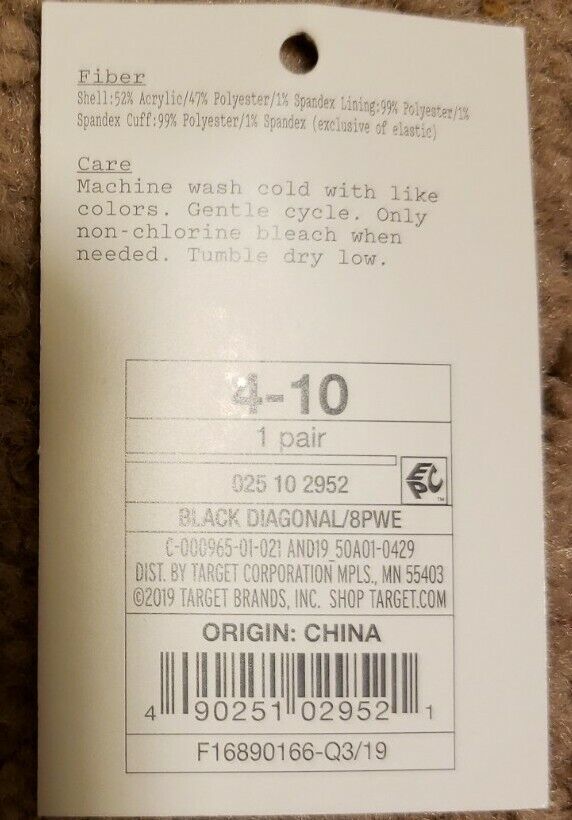 Fiber
Shell:52% Acrylic/47% Polyester/1% Spandex Lining:99% Polyester/1%
Spandex Cuff:99% Polyester/1% Spandex (exclusive of elastic)
Care
Machine wash cold with like
colors. Gentle cycle. Only
non-chlorine bleach when
needed. Tumble dry low.
4-10
1 pair
025 10 2952
EPC
TM
BLACK DIAGONAL/8PWE
C-000965-01-021 AND19_50A01-0429
DIST. BY TARGET CORPORATION MPLS., MN 55403
©2019 TARGET BRANDS, INC. SHOP TARGET.COM
ORIGIN: CHINA
4 90251 02952 1
F16890166-Q3/19